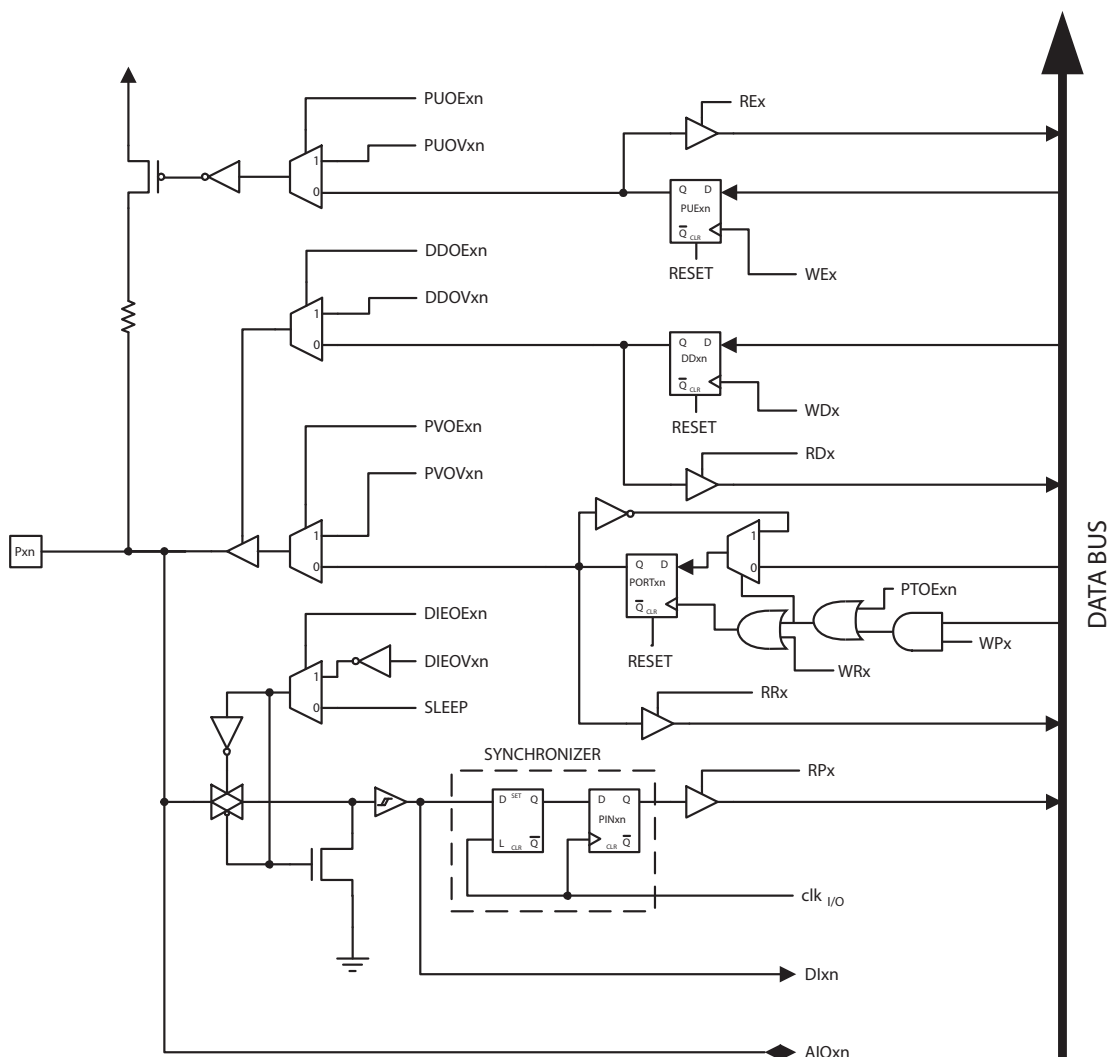 PUOExn
REx
PUOVxn
1
0
Q D
PUExn
Q CLR
RESET
WEx
DDOExn
DDOVxn
1
0
Q D
DDxn
Q CLR
RESET
WDx
PVOExn
RDx
PVOVxn
Pxn
1
0
1
0
Q D
PORTxn
Q CLR
RESET
PTOExn
WPx
WRx
DATA BUS
DIEOExn
DIEOVxn
1
0
SLEEP
RRx
SYNCHRONIZER
RPx
D SET Q
L CLR Q
D Q
PINxn
CLR Q
clk I/O
DIxn
AIOxn